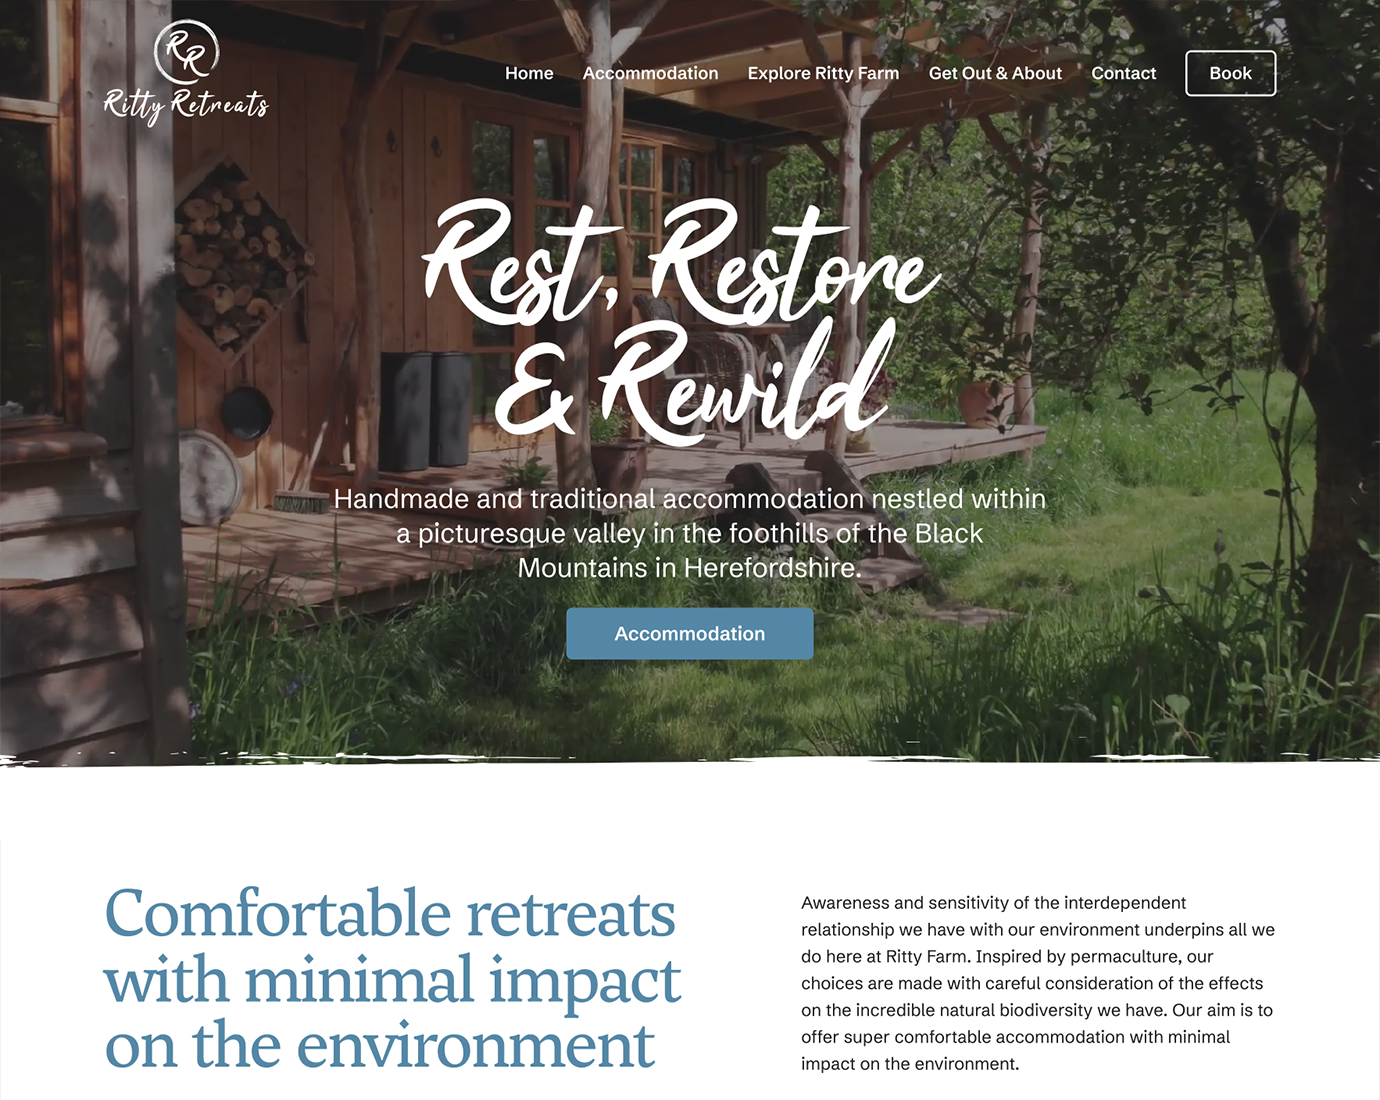 RR
Ritty Retreats
Home Accommodation Explore Ritty Farm Get Out & About Contact Book
Rest, Restore
& Rewild
Handmade and traditional accommodation nestled within
a picturesque valley in the foothills of the Black
Mountains in Herefordshire.
Accommodation
Comfortable retreats
with minimal impact
on the environment
Awareness and sensitivity of the interdependent
relationship we have with our environment underpins all we
do here at Ritty Farm. Inspired by permaculture, our
choices are made with careful consideration of the effects
on the incredible natural biodiversity we have. Our aim is to
offer super comfortable accommodation with minimal
impact on the environment.